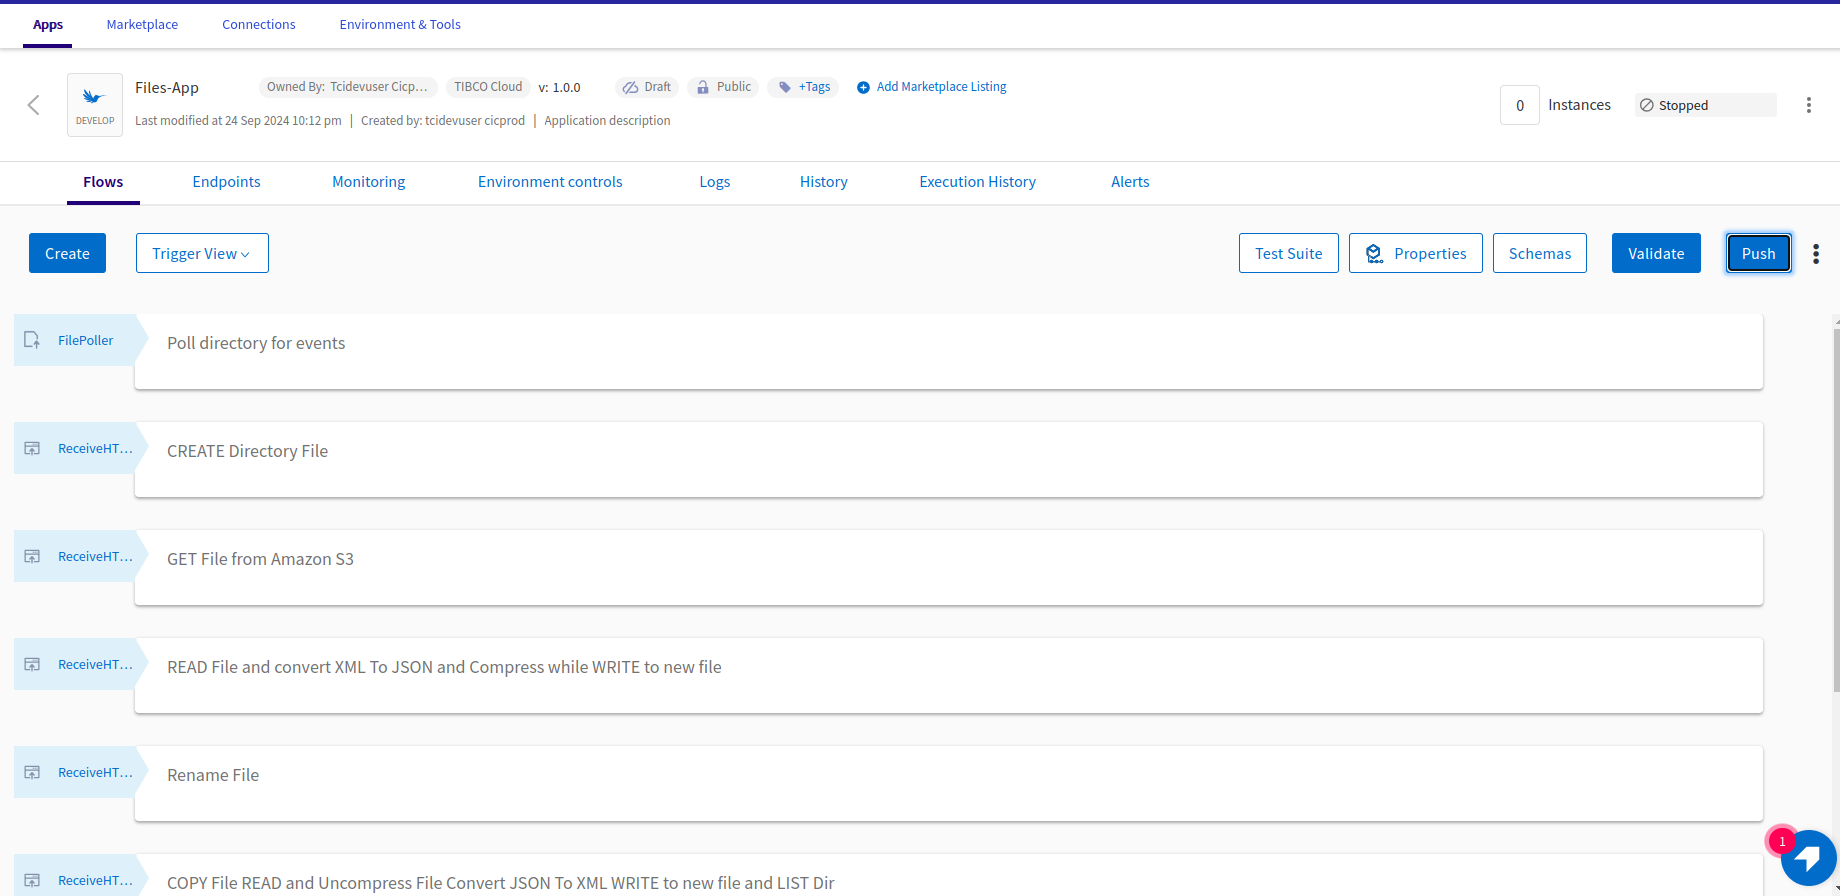 Apps Marketplace Connections Environment & Tools
Files-App Owned By: Tcidevuser Cicp... TIBCO Cloud v: 1.0.0 Draft Public +Tags Add Marketplace Listing
DEVELOP
Last modified at 24 Sep 2024 10:12 pm | Created by: tcidevuser cicprod | Application description
0 Instances Stopped
Flows Endpoints Monitoring Environment controls Logs History Execution History Alerts
Create Trigger View Test Suite Properties Schemas Validate Push
FilePoller Poll directory for events
ReceiveHT... CREATE Directory File
ReceiveHT... GET File from Amazon S3
ReceiveHT... READ File and convert XML To JSON and Compress while WRITE to new file
ReceiveHT... Rename File
1
ReceiveHT... COPY File READ and Uncompress File Convert JSON To XML WRITE to new file and LIST Dir